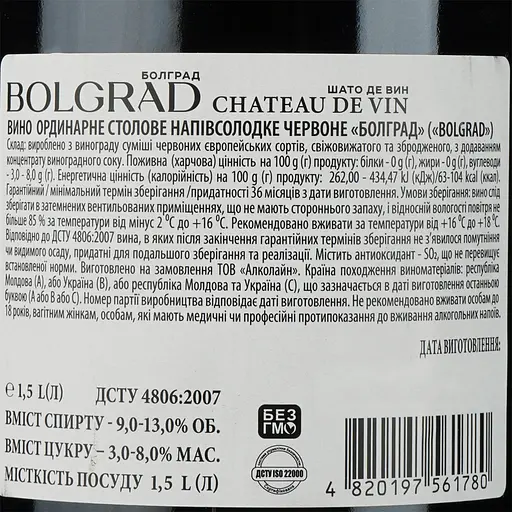 БОЛГРАД
ШАТО ДЕ ВИН
BOLGRAD CHATEAU DE VIN
ВИНО ОРДИНАРНЕ СТОЛОВЕ НАПІВСОЛОДКЕ ЧЕРВОНЕ «БОЛГРАД» («BOLGRAD»)
Склад: вироблено з винограду суміші червоних європейських сортів, свіжовижатого та збродженого, з додаванням
концентрату виноградного соку. Поживна (харчова) цінність на 100 g (г) продукту: білки - 0 g (г), жири - 0 g (г), вуглеводи
- 3,0 - 8,0 g (г). Енергетична цінність (калорійність) на 100 g (г) продукту: 262,00 - 434,47 kJ (кДж)/63-104 kcal (ккал).
Гарантійний / мінімальний термін зберігання /придатності 36 місяців з дати виготовлення. Умови зберігання: вино слід
зберігати в затемнених вентильованих приміщеннях, що не мають стороннього запаху, і відносній вологості повітря не
більше 85 % за температури від мінус 2 °C до +16 °C. Рекомендовано вживати за температури від +16 °C до +18 °C.
Відповідно до ДСТУ 4806:2007 вина, в яких після закінчення гарантійних термінів зберігання не з'явилося помутніння
чи видимого осаду, придатні для подальшого зберігання та реалізації. Містить антиоксидант - SO₂, що не перевищує
встановленої норми. Виготовлено на замовлення ТОВ «Алколайн». Країна походження виноматеріалів: республіка
Молдова (А), або Україна (В), або республіка Молдова та Україна (С), що зазначається в даті виготовлення останньою
буквою (А або В або С). Номер партії виробництва відповідає даті виготовлення. Не рекомендовано вживати особам до
18 років, вагітним жінкам, особам, які мають медичні чи професійні протипоказання до вживання алкогольних напоїв.
ДАТА ВИГОТОВЛЕННЯ:
℮ 1,5 L(Л) ДСТУ 4806:2007
ВМІСТ СПИРТУ - 9,0-13,0% ОБ.
ВМІСТ ЦУКРУ – 3,0-8,0% МАС.
МІСТКІСТЬ ПОСУДУ 1,5 L (Л)
БЕЗ
ГМО
ДСТУ ISO 22000
4 820197 561780